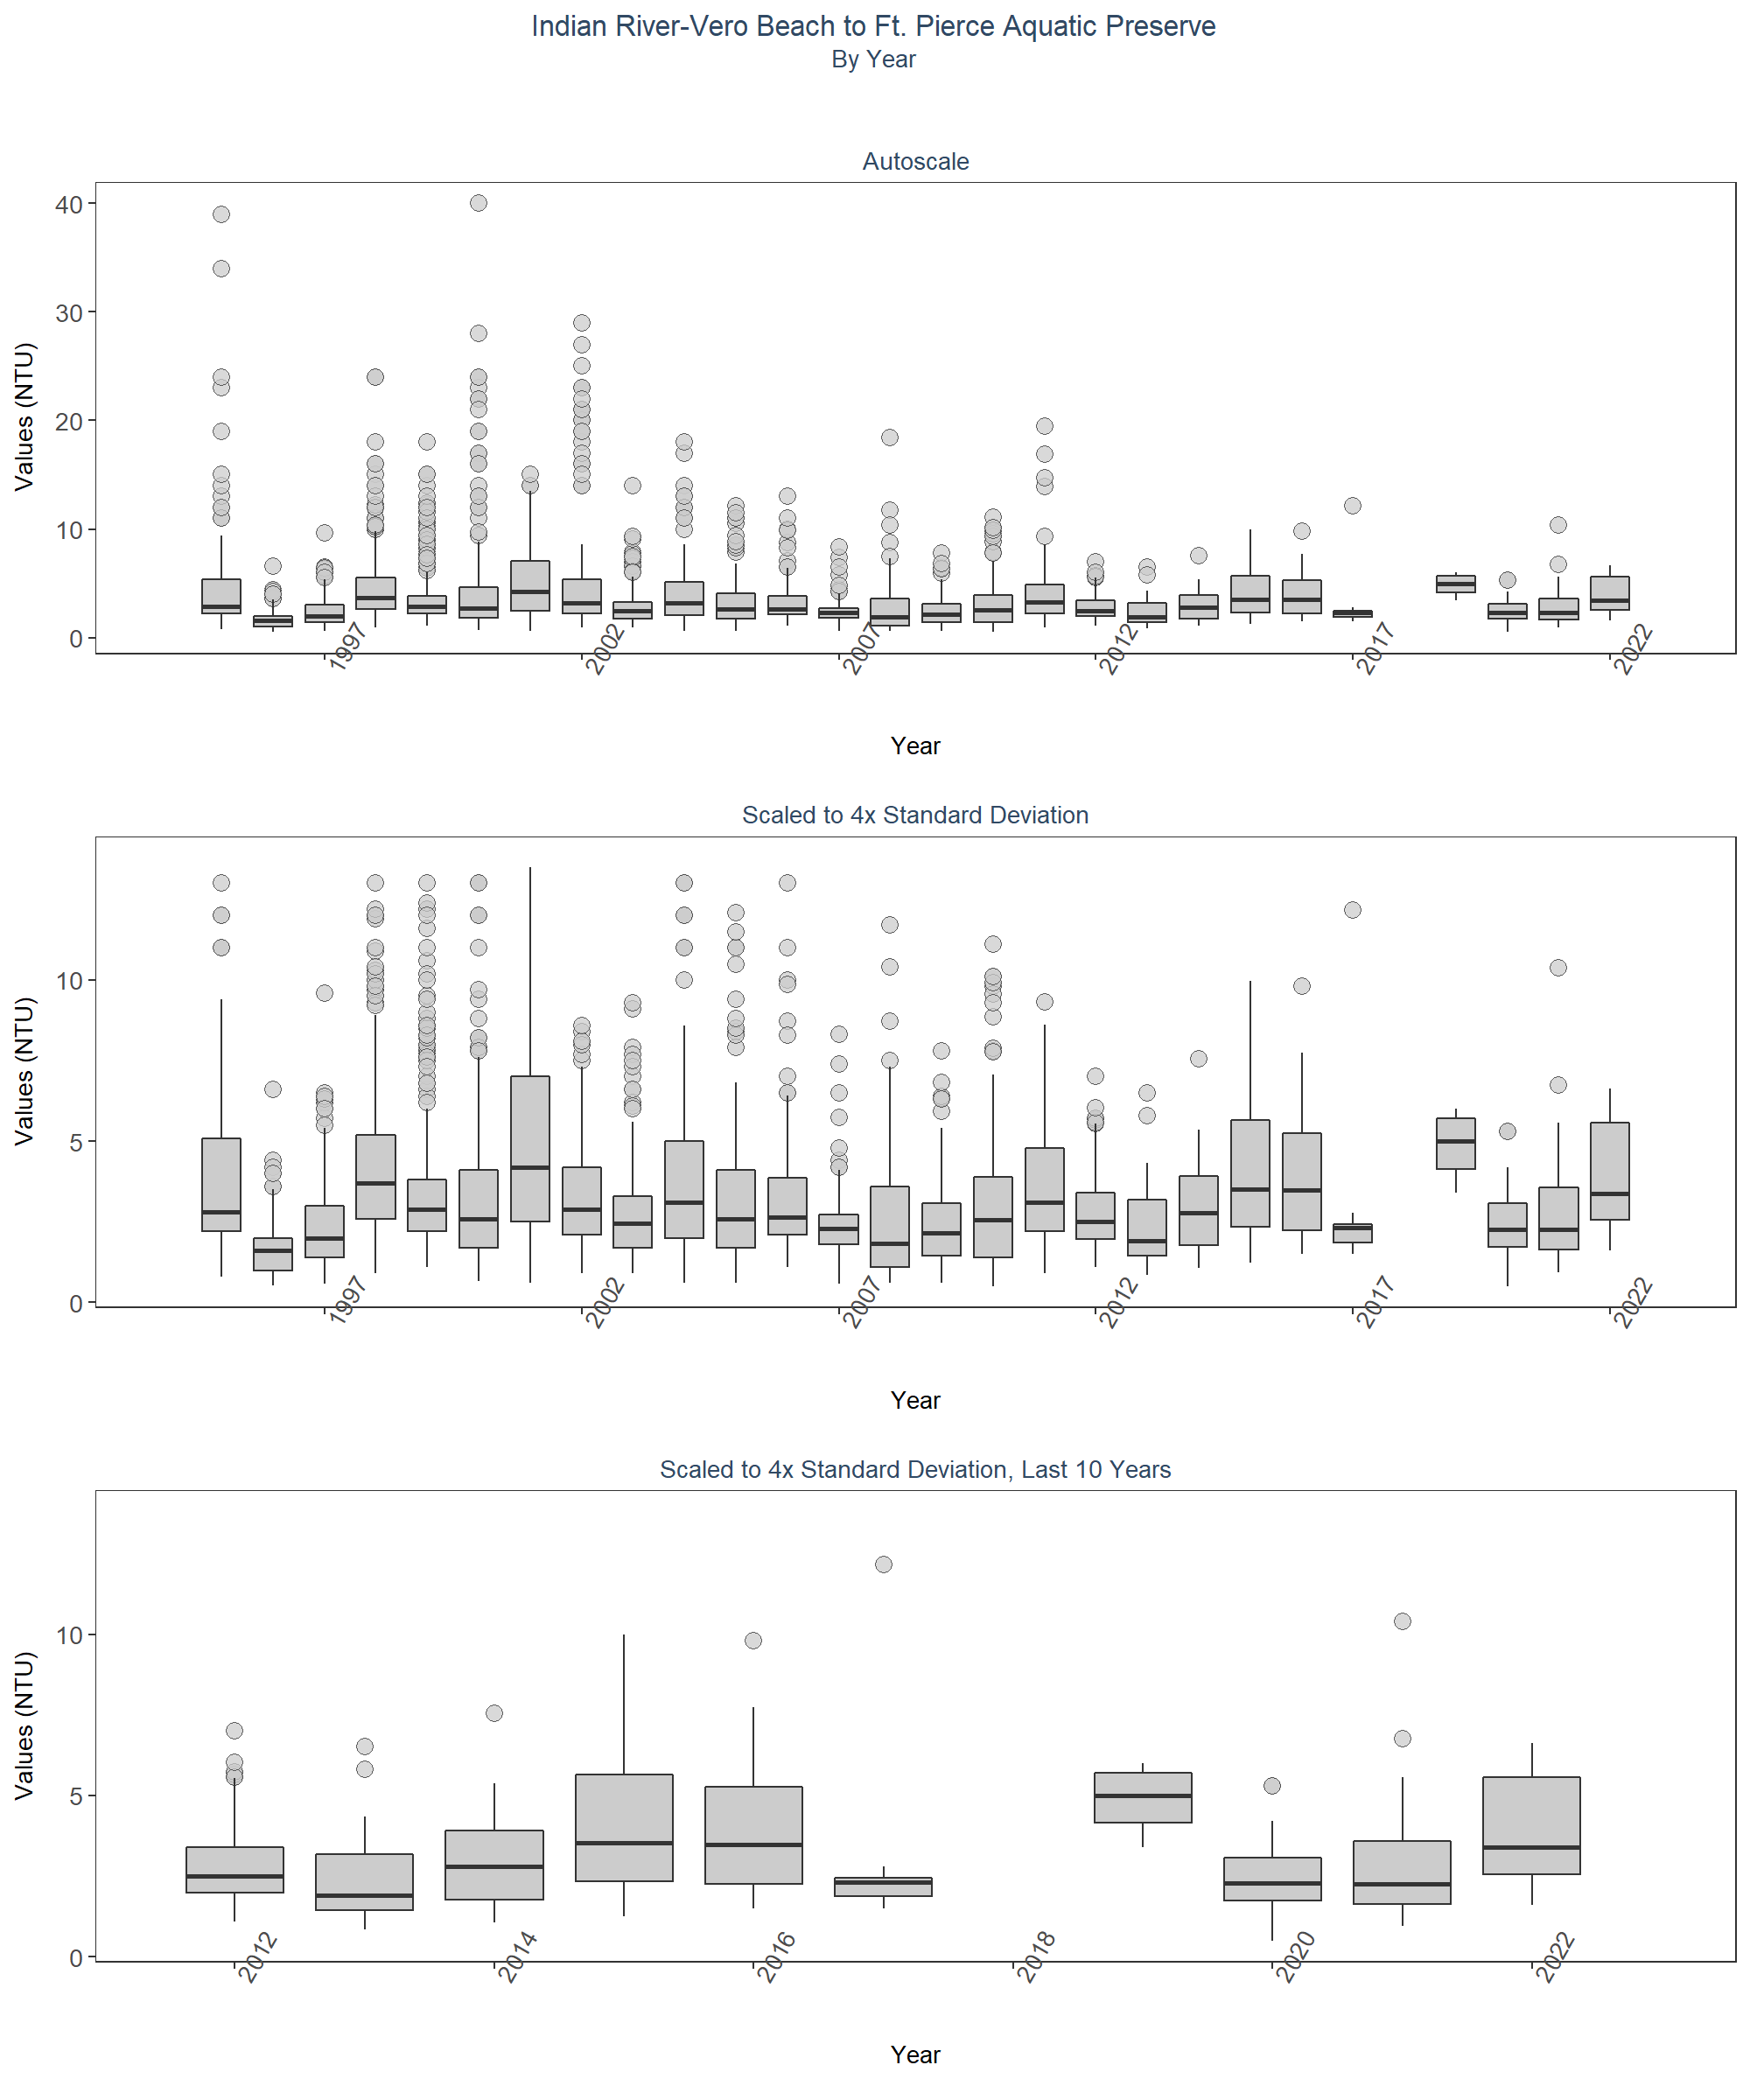 Indian River-Vero Beach to Ft. Pierce Aquatic Preserve
By Year
Autoscale
40
30
20
10
0
Values (NTU)
1997 2002 2007 2012 2017 2022
Year
Scaled to 4x Standard Deviation
10
5
0
Values (NTU)
1997 2002 2007 2012 2017 2022
Year
Scaled to 4x Standard Deviation, Last 10 Years
10
5
0
Values (NTU)
2012 2014 2016 2018 2020 2022
Year